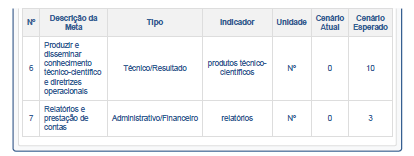 Nº Descrição da Meta Tipo Indicador Unidade Cenário Atual Cenário Esperado
6 Produzir e disseminar conhecimento técnico-científico e diretrizes operacionais Técnico/Resultado produtos técnico-científicos Nº 0 10
7 Relatórios e prestação de contas Administrativo/Financeiro relatórios Nº 0 3